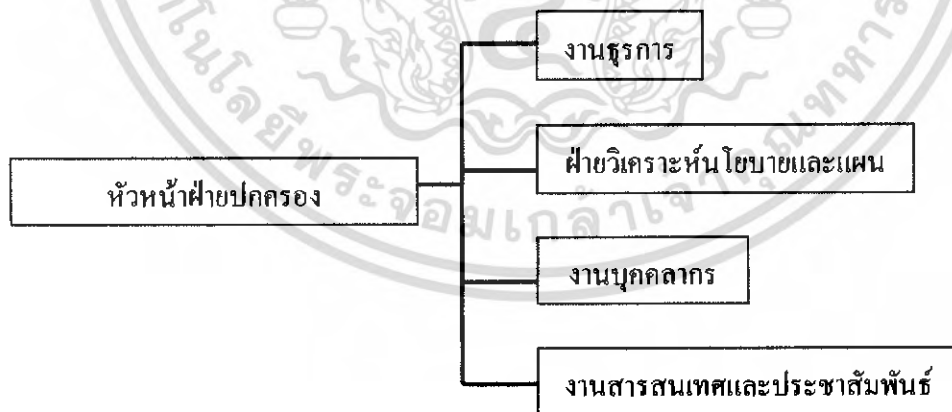 งานธุรการ
ฝ่ายวิเคราะห์นโยบายและแผน
หัวหน้าฝ่ายปกครอง
งานบุคคลากร
งานสารสนเทศและประชาสัมพันธ์